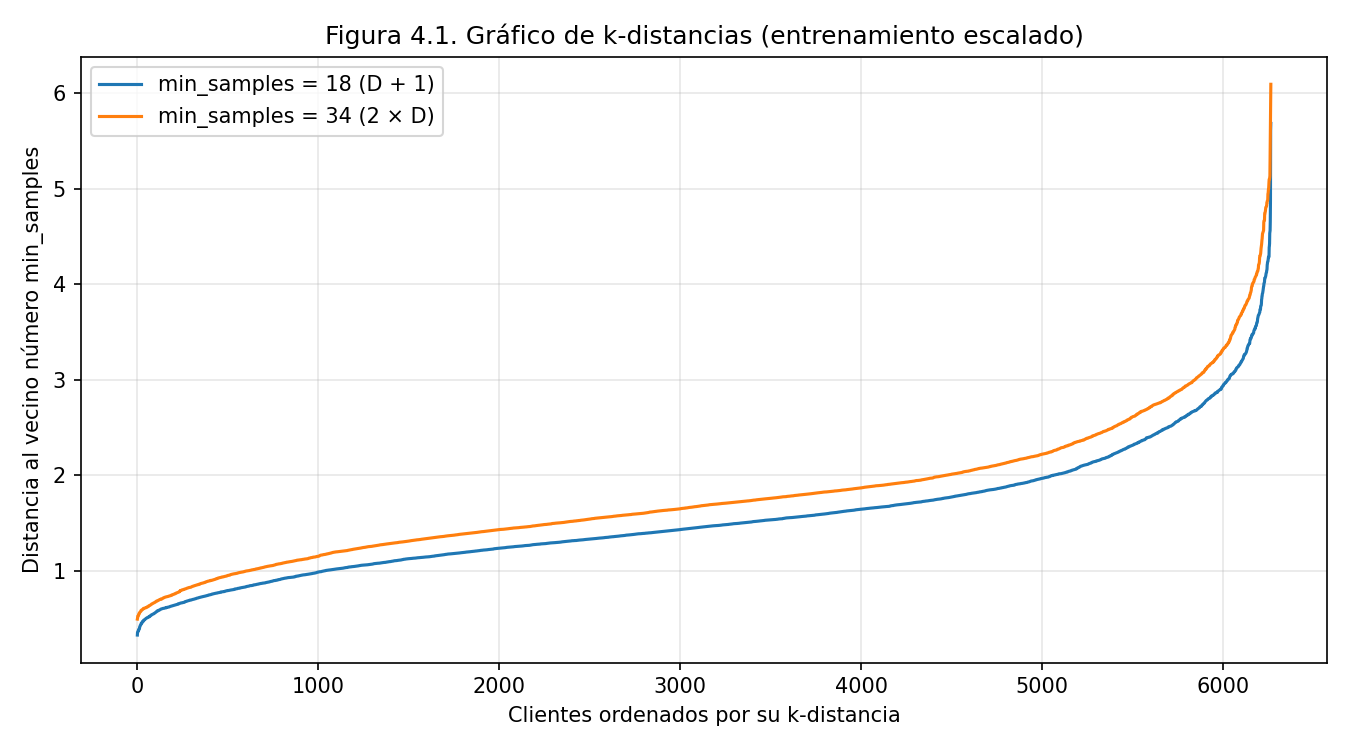 Figura 4.1. Gráfico de k-distancias (entrenamiento escalado)
min_samples = 18 (D + 1)
min_samples = 34 (2 × D)
Distancia al vecino número min_samples
6
5
4
3
2
1
0 1000 2000 3000 4000 5000 6000
Clientes ordenados por su k-distancia